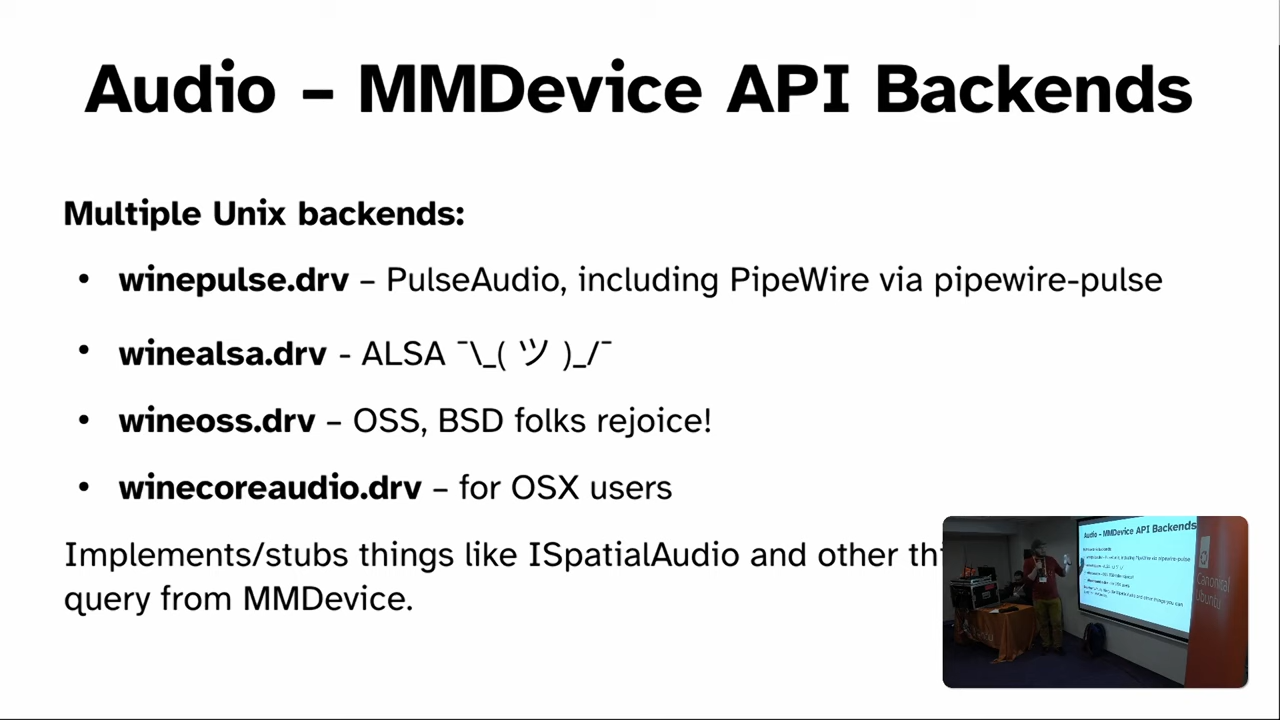 Audio – MMDevice API Backends
Multiple Unix backends:
• winepulse.drv – PulseAudio, including PipeWire via pipewire-pulse
• winealsa.drv - ALSA ¯\_( ツ )_/¯
• wineoss.drv – OSS, BSD folks rejoice!
• winecoreaudio.drv – for OSX users
Implements/stubs things like ISpatialAudio and other
query from MMDevice.
Audio – MMDevice API Backends
Canonical
Ubuntu